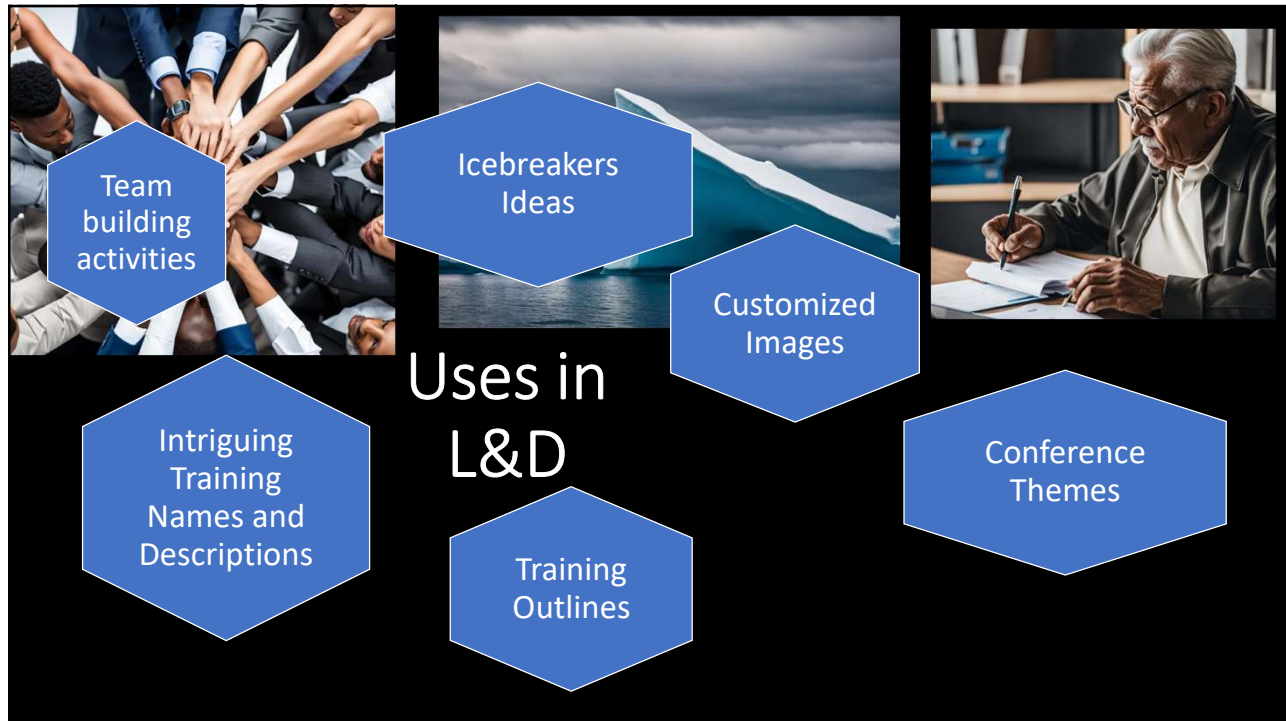 Team
building
activities
Icebreakers
Ideas
Customized
Images
Uses in
L&D
Intriguing
Training
Names and
Descriptions
Conference
Themes
Training
Outlines